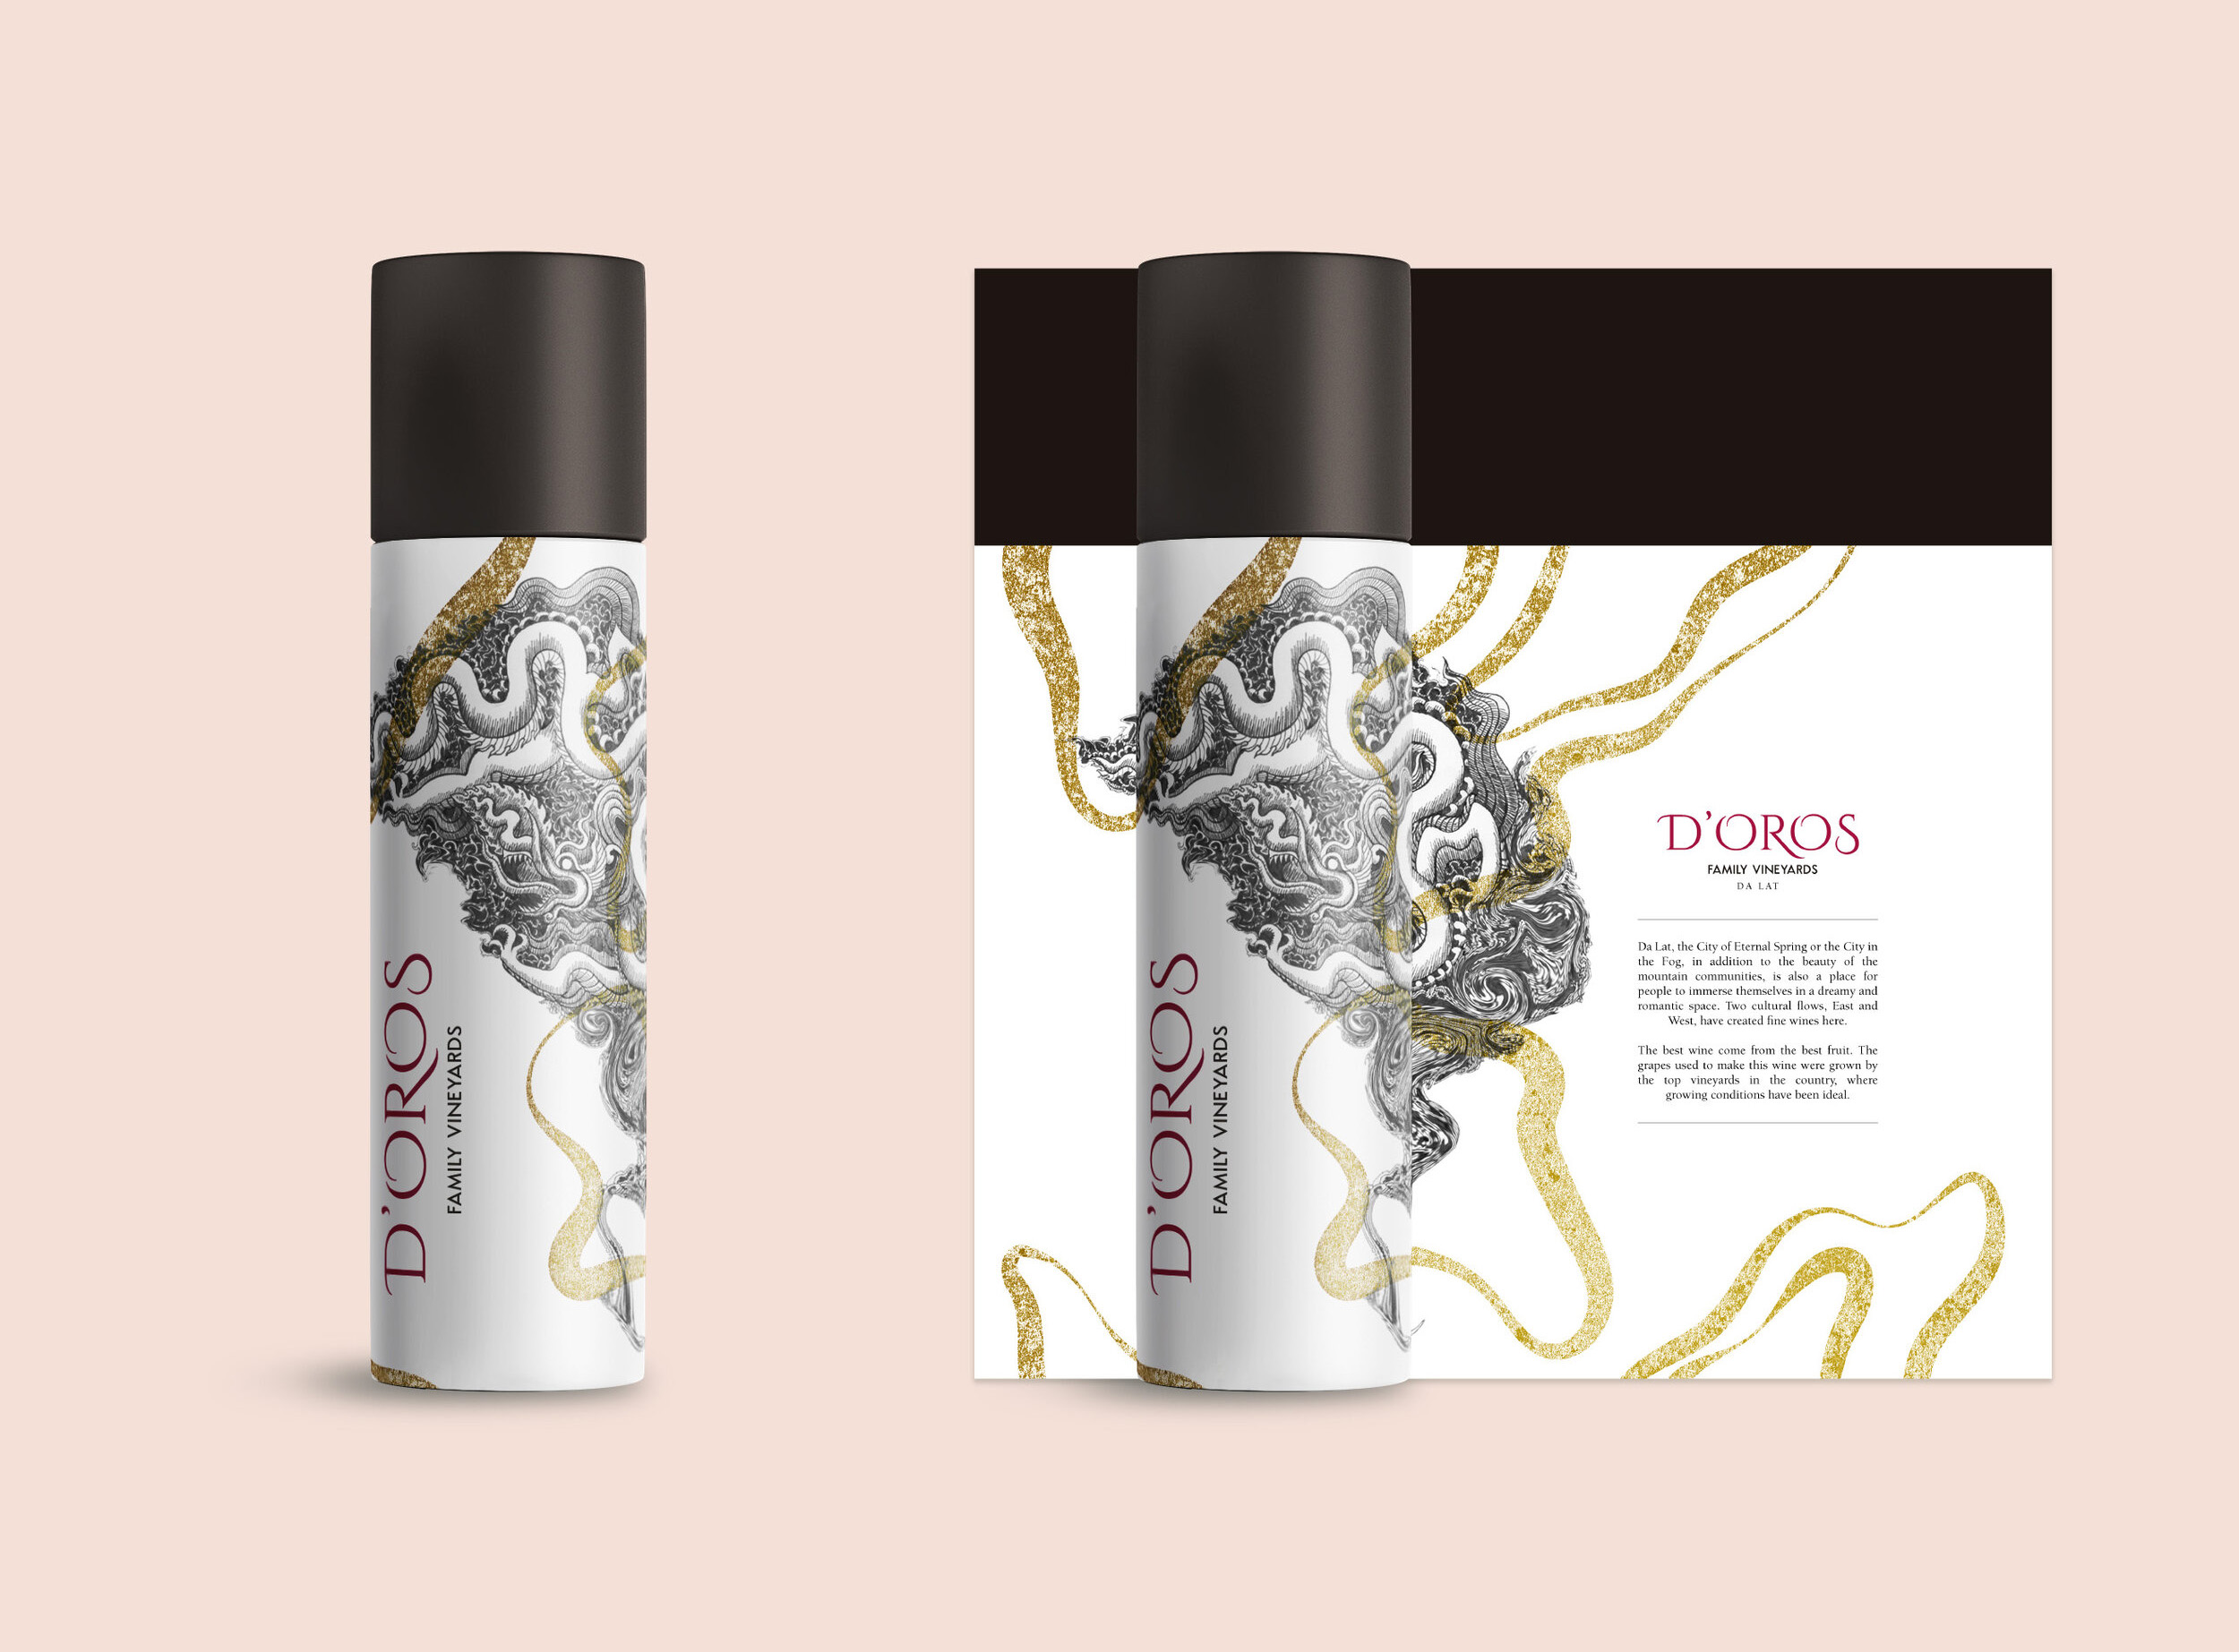 D'OROS
FAMILY VINEYARDS
D'OROS
FAMILY VINEYARDS
D'OROS
FAMILY VINEYARDS
DA LAT
Da Lat, the City of Eternal Spring or the City in
the Fog, in addition to the beauty of the
mountain communities, is also a place for
people to immerse themselves in a dreamy and
romantic space. Two cultural flows, East and
West, have created fine wines here.
The best wine come from the best fruit. The
grapes used to make this wine were grown by
the top vineyards in the country, where
growing conditions have been ideal.